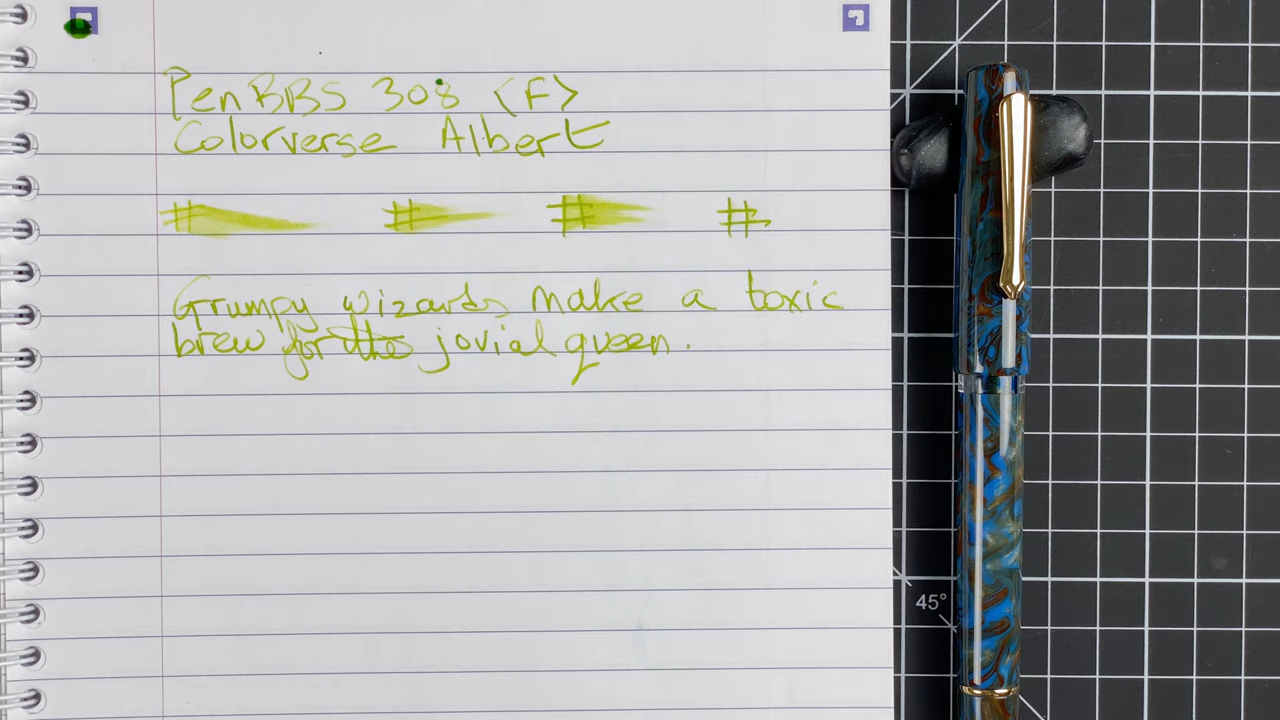 PenBBS 308 <F>
Colorverse Albert
# # # #
Grumpy wizards make a toxic
brew for the jovial queen.
45°